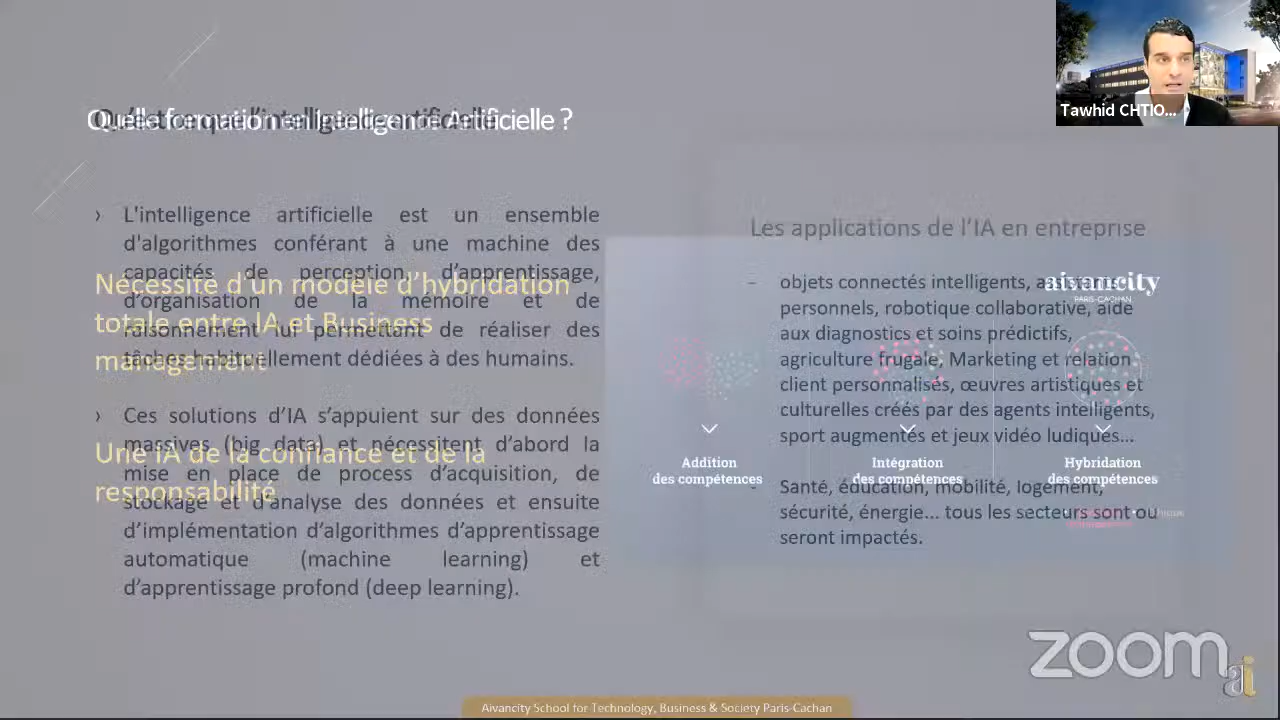 Tawhid CHTIO...
Qu'est ce que l'intelligence artificielle
Quelle formation en Intelligence Artificielle ?
› L'intelligence artificielle est un ensemble
d'algorithmes conférant à une machine des
capacités de perception, d'apprentissage,
d'organisation de la mémoire et de
raisonnement lui permettant de réaliser des
tâches habituellement dédiées à des humains.
› Ces solutions d'IA s'appuient sur des données
massives (big data) et nécessitent d'abord la
mise en place de process d'acquisition, de
stockage et d'analyse des données et ensuite
d'implémentation d'algorithmes d'apprentissage
automatique (machine learning) et
d'apprentissage profond (deep learning).
Nécessité d'un modèle d'hybridation
totale entre IA et Business
management
Une IA de la confiance et de la
responsabilité
Les applications de l'IA en entreprise
– objets connectés intelligents, assistants
personnels, robotique collaborative, aide
aux diagnostics et soins prédictifs,
agriculture frugale, Marketing et relation
client personnalisés, œuvres artistiques et
culturelles créés par des agents intelligents,
sport augmentés et jeux vidéo ludiques...
- Santé, éducation, mobilité, logement,
sécurité, énergie... tous les secteurs sont ou
seront impactés.
aivancity
PARIS-CACHAN
Addition
des compétences
Intégration
des compétences
Hybridation
des compétences
zoom
ai
Aivancity School for Technology, Business & Society Paris-Cachan